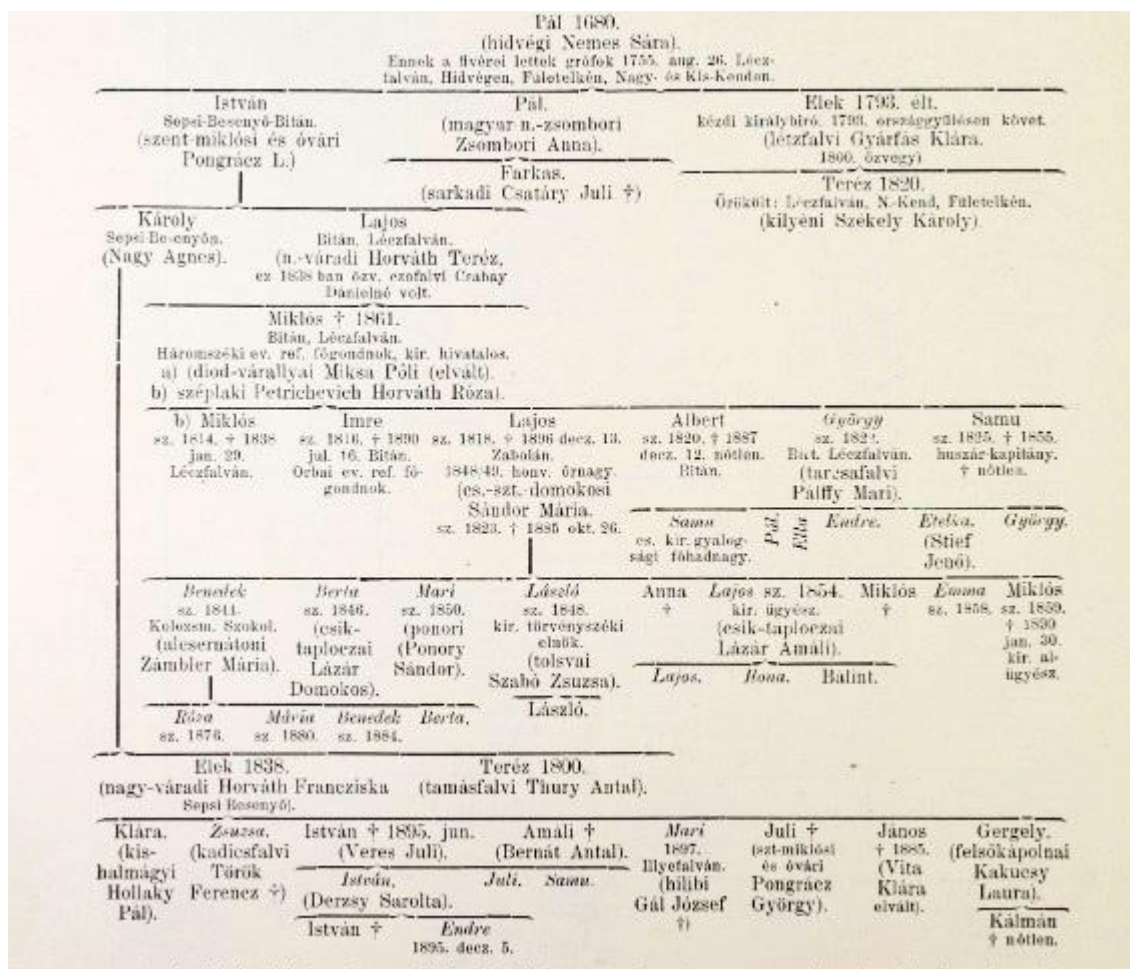 Pál 1680.
(hidvégi Nemes Sára).
Ennek a fivérei lettek grófok 1755. aug. 26. Lécz-
falván, Hidvégen, Fületelkén, Nagy- és Kis-Kenden.
István
Sepsi-Besenyő-Bitán.
(szent-miklósi és óvári
Pongrácz L.)
Pál.
(magyar n.-zsombori
Zsombori Anna).
Elek 1793. élt.
kézdi királybiró. 1793. országgyülésen követ.
(létzfalvi Gyárfás Klára.
1800. özvegy)
Farkas.
(sarkadi Csatáry Juli †)
Teréz 1820.
Örökölt: Léczfalván, N.-Kend, Fületelkén.
(kilyéni Székely Károly)
Károly
Sepsi-Besenyőn.
(Nagy Agnes).
Lajos
Bitán, Léczfalván.
(n.-váradi Horváth Teréz,
ez 1838 ban özv. Csabay
Dánielné volt.
Miklós † 1861.
Bitán, Léczfalván.
Háromszéki ev. ref. főgondnok, kir. hivatalos.
a) (diod-várallyai Miksa Póli (elvált).
b) széplaki Petrichevich Horváth Róza).
b) Miklós
sz. 1814. † 1838
jan. 29.
Léczfalván.
Imre
sz. 1816. † 1890
jul. 16. Bitán.
Orbai ev. ref. fő-
gondnok.
Lajos
sz. 1818. † 1896 decz. 13.
Zabolán.
1848/49. honv. őrnagy.
(cs.-szt.-domokosi
Sándor Mária.
sz. 1823. † 1885 okt. 26.
Albert
sz. 1820. † 1887
decz. 12. nőtlen.
Bitán.
György
sz. 182
Birt. Léczfalván.
(tarcsafalvi
Pálffy Mari).
Samu
sz. 1825. † 1855.
huszár-kapitány.
† nőtlen.
Samu
cs. kir. gyalog-
sági főhadnagy.
Pál.
Ella
Endre.
Etelka.
(Stief
Jenő).
György.
Benedek
sz. 1844.
Kolozsm. Szokol.
(alcsernátoni
Zámbler Mária).
Berta
sz. 1846.
(csik-
taploczai
Lázár
Domokos).
Mari
sz. 1850.
(ponori
Ponory
Sándor).
László
sz. 1848.
kir. törvényszéki
elnök.
(tolsvai
Szabó Zsuzsa).
Anna
†
Lajos sz. 1854.
kir. ügyész.
(csik-taploczai
Lázár Amáli).
Miklós
†
Emma
sz. 1858.
Miklós
sz. 1859.
† 1890
jan. 30.
kir. al-
ügyész.
Lajos. Ilona. Bálint.
László.
Róza
sz. 1876.
Mária
sz. 1880.
Benedek
sz. 1884.
Berta.
Elek 1838.
(nagy-váradi Horváth Francziska
Sepsi Besenyő).
Teréz 1800.
(tamásfalvi Thury Antal).
Klára.
(kis-
halmágyi
Hollaky
Pál).
Zsuzsa.
(kadicsfalvi
Török
Ferencz †)
István † 1895. jun.
(Veres Juli).
Amáli †
(Bernát Antal).
Mari
1897.
Illyefalván.
(hilibi
Gál József
†)
Juli †
(szt-miklósi
és óvári
Pongrácz
György).
János
† 1885.
(Vita
Klára
elvált).
Gergely.
(felsőkápolnai
Kakucsy
Laura).
István.
(Derzsy Sarolta).
Juli. Samu.
István †
Endre
1895. decz. 5.
Kálmán
† nőtlen.